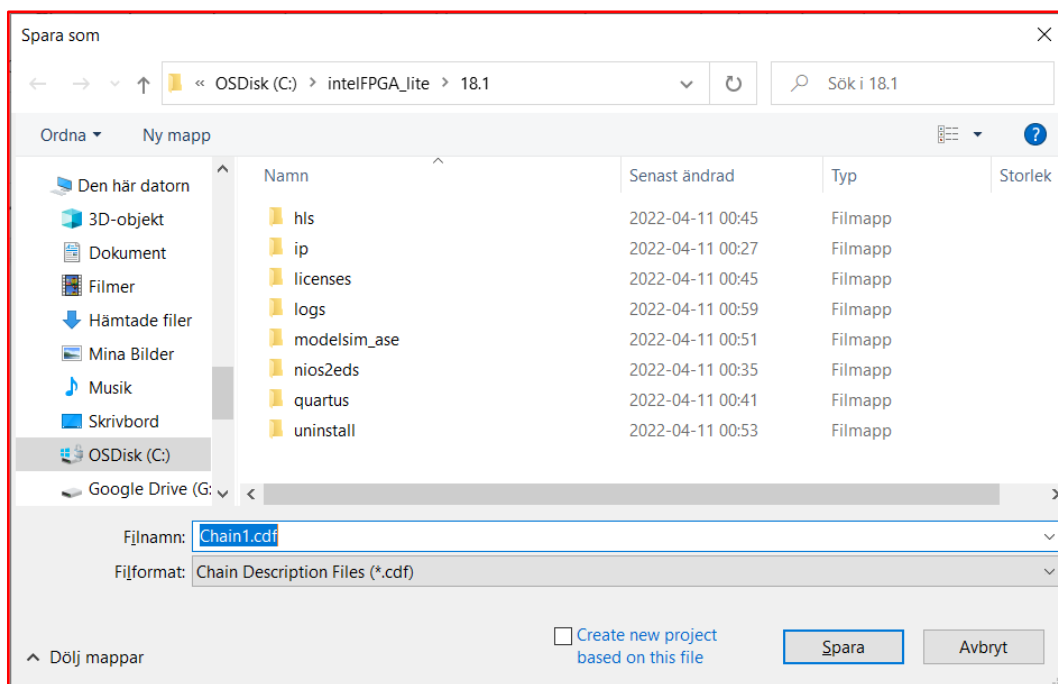 Spara som
« OSDisk (C:) > intelFPGA_lite > 18.1
Sök i 18.1
Ordna
Ny mapp
Den här datorn
3D-objekt
Dokument
Filmer
Hämtade filer
Mina Bilder
Musik
Skrivbord
OSDisk (C:)
Google Drive (G:
Namn Senast ändrad Typ Storlek
hls 2022-04-11 00:45 Filmapp
ip 2022-04-11 00:27 Filmapp
licenses 2022-04-11 00:45 Filmapp
logs 2022-04-11 00:59 Filmapp
modelsim_ase 2022-04-11 00:51 Filmapp
nios2eds 2022-04-11 00:35 Filmapp
quartus 2022-04-11 00:41 Filmapp
uninstall 2022-04-11 00:53 Filmapp
Filnamn: Chain1.cdf
Filformat: Chain Description Files (*.cdf)
Create new project
based on this file
Spara
Avbryt
Dölj mappar